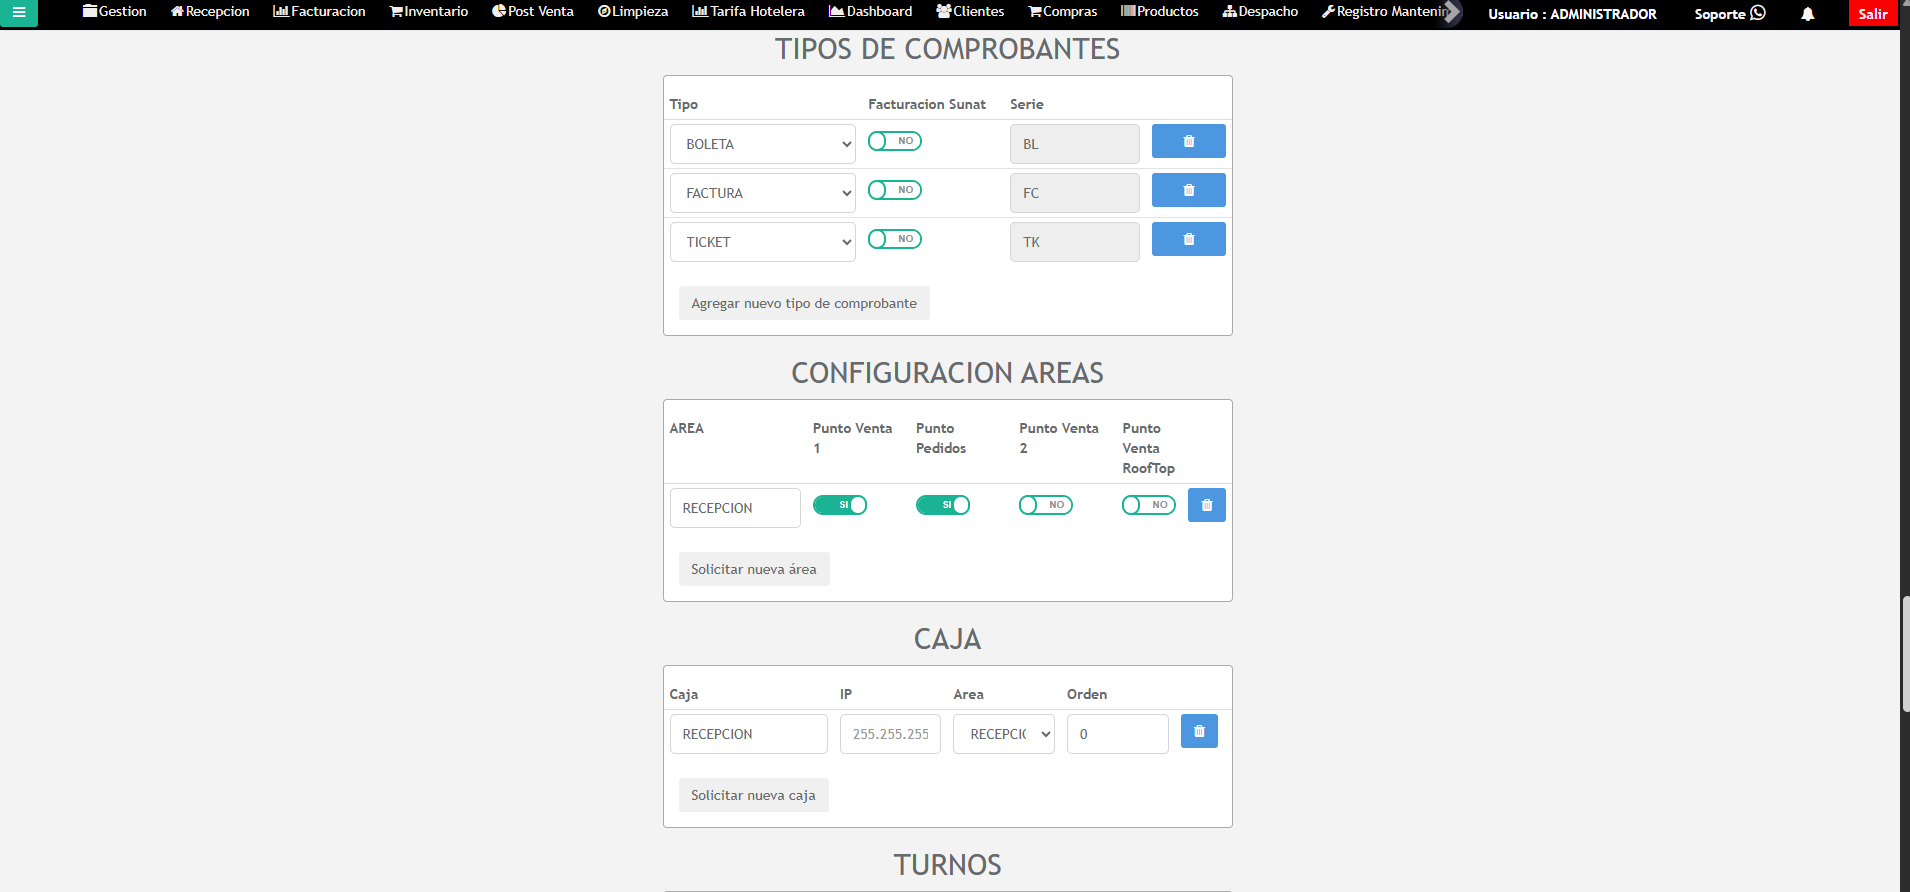 Gestion Recepcion Facturacion Inventario Post Venta Limpieza Tarifa Hotelera Dashboard Clientes Compras Productos Despacho Registro Usuario : ADMINISTRADOR Soporte Salir
TIPOS DE COMPROBANTES
Tipo Facturacion Sunat Serie
BOLETA NO BL
FACTURA NO FC
TICKET NO TK
Agregar nuevo tipo de comprobante
CONFIGURACION AREAS
AREA Punto Venta 1 Punto Pedidos Punto Venta 2 Punto Venta RoofTop
RECEPCION SI SI NO NO
Solicitar nueva área
CAJA
Caja IP Area Orden
RECEPCION 255.255.255 0
Solicitar nueva caja
TURNOS